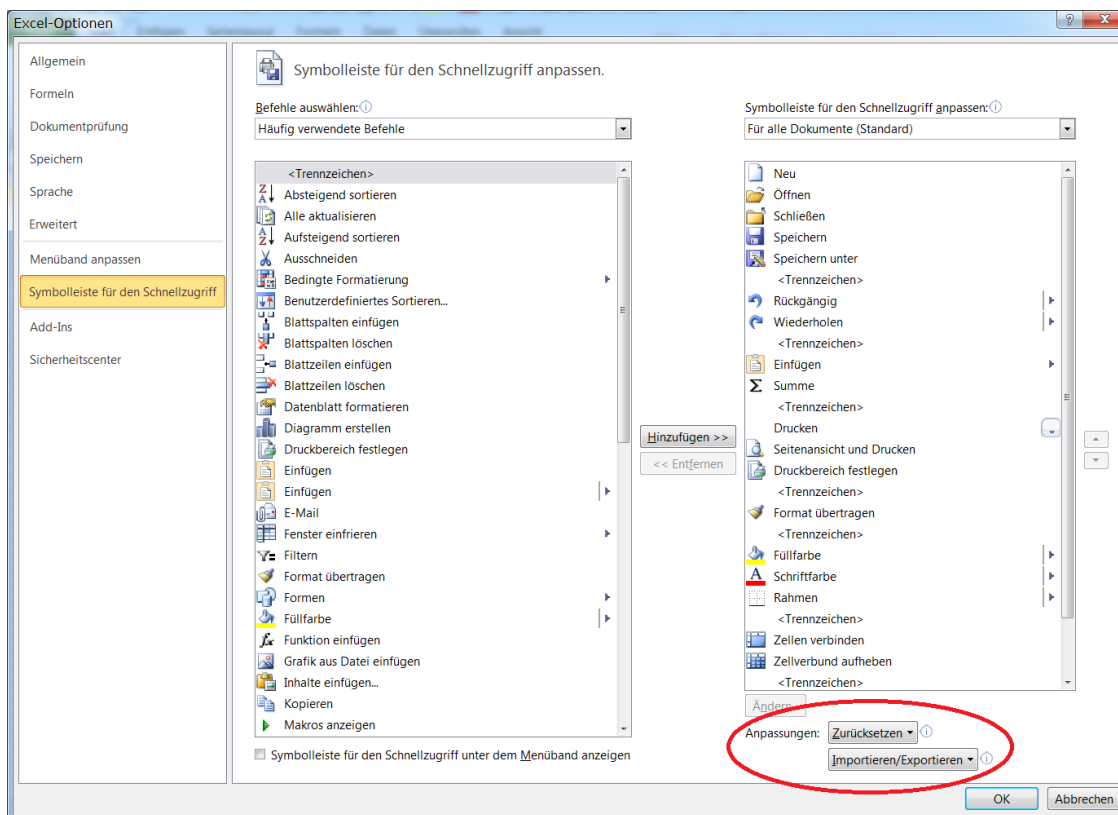 Excel-Optionen
Allgemein
Formeln
Dokumentprüfung
Speichern
Sprache
Erweitert
Menüband anpassen
Symbolleiste für den Schnellzugriff
Add-Ins
Sicherheitscenter
Symbolleiste für den Schnellzugriff anpassen.
Befehle auswählen:
Häufig verwendete Befehle
<Trennzeichen>
Absteigend sortieren
Alle aktualisieren
Aufsteigend sortieren
Ausschneiden
Bedingte Formatierung
Benutzerdefiniertes Sortieren...
Blattspalten einfügen
Blattspalten löschen
Blattzeilen einfügen
Blattzeilen löschen
Datenblatt formatieren
Diagramm erstellen
Druckbereich festlegen
Einfügen
Einfügen
E-Mail
Fenster einfrieren
Filtern
Format übertragen
Formen
Füllfarbe
Funktion einfügen
Grafik aus Datei einfügen
Inhalte einfügen...
Kopieren
Makros anzeigen
Symbolleiste für den Schnellzugriff unter dem Menüband anzeigen
Hinzufügen >>
<< Entfernen
Symbolleiste für den Schnellzugriff anpassen:
Für alle Dokumente (Standard)
Neu
Öffnen
Schließen
Speichern
Speichern unter
<Trennzeichen>
Rückgängig
Wiederholen
<Trennzeichen>
Einfügen
Summe
<Trennzeichen>
Drucken
Seitenansicht und Drucken
Druckbereich festlegen
<Trennzeichen>
Format übertragen
<Trennzeichen>
Füllfarbe
Schriftfarbe
Rahmen
<Trennzeichen>
Zellen verbinden
Zellverbund aufheben
<Trennzeichen>
Ändern...
Anpassungen: Zurücksetzen
Importieren/Exportieren
OK Abbrechen